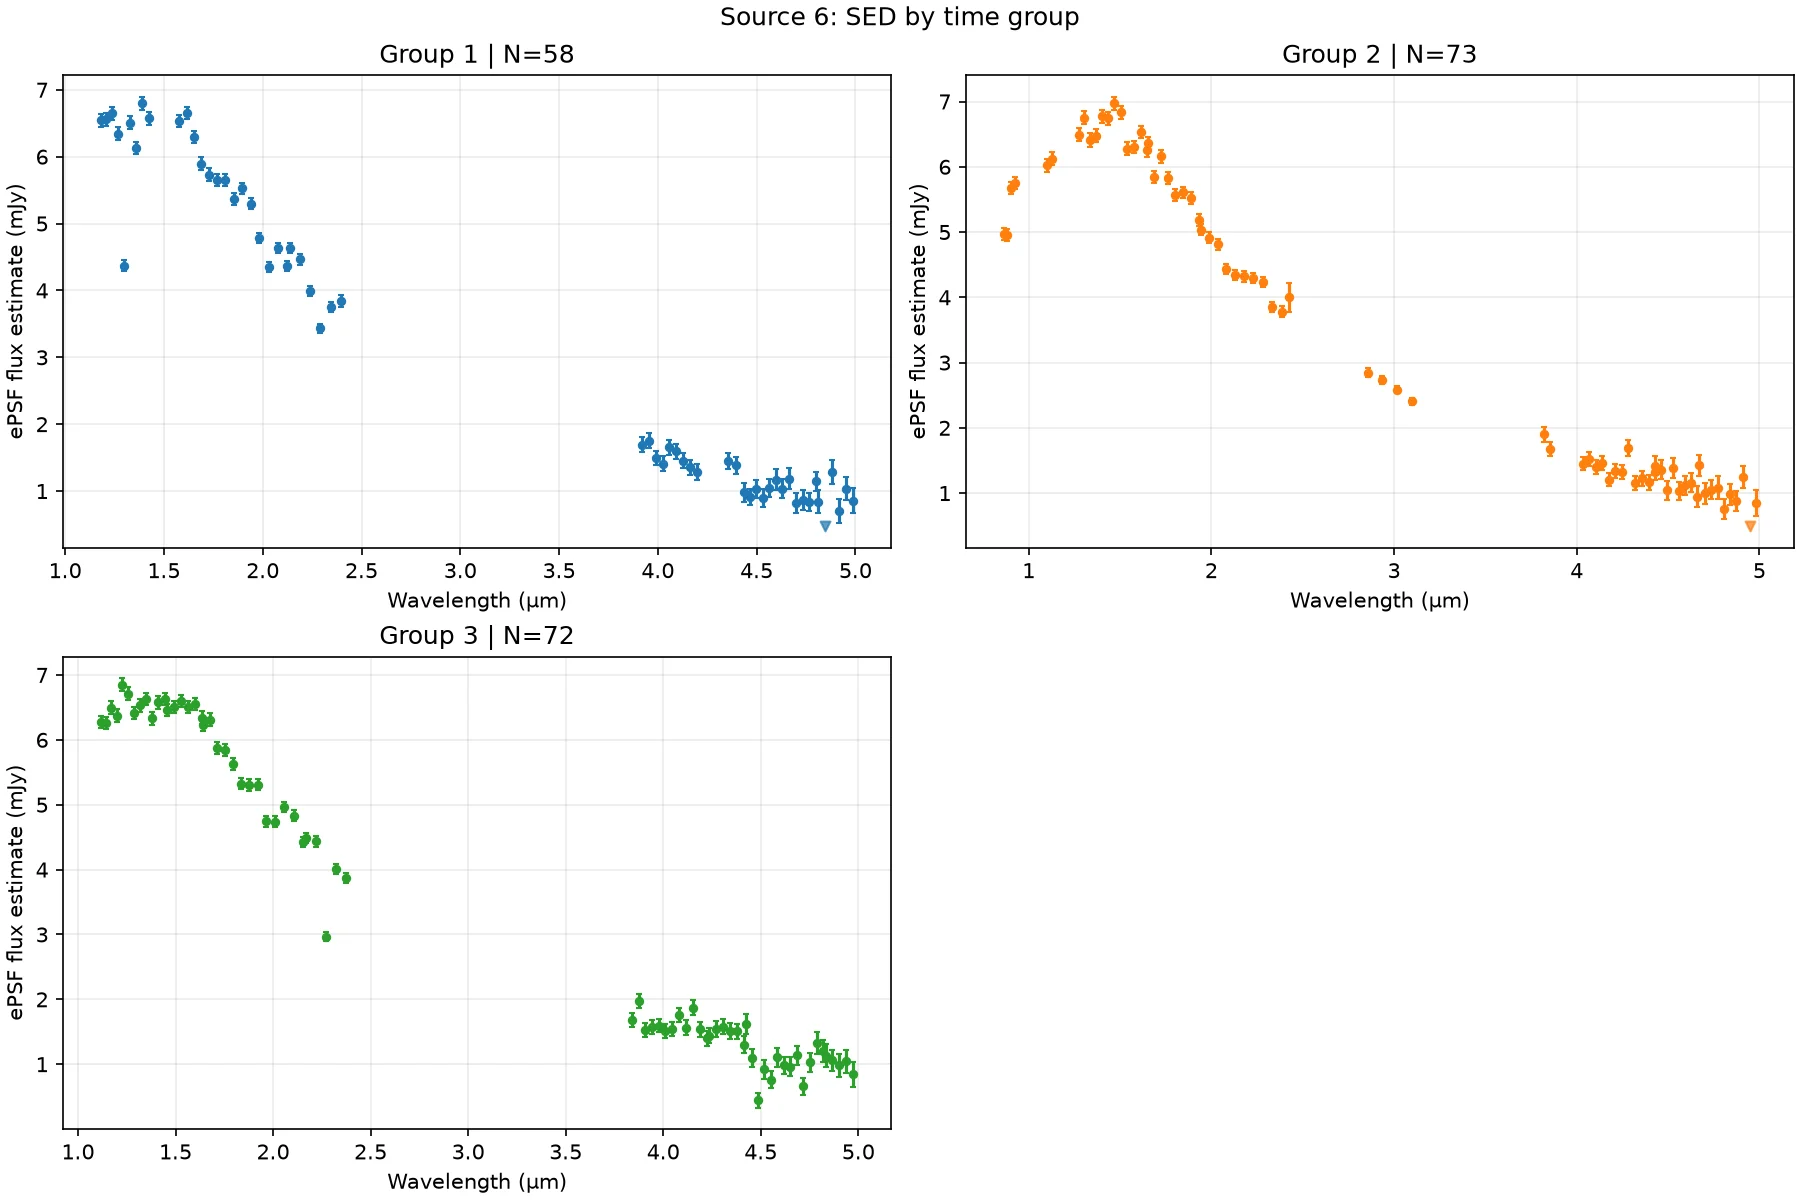 Source 6: SED by time group
Group 1 | N=58
ePSF flux estimate (mJy)
7
6
5
4
3
2
1
1.0 1.5 2.0 2.5 3.0 3.5 4.0 4.5 5.0
Wavelength (µm)
Group 2 | N=73
ePSF flux estimate (mJy)
7
6
5
4
3
2
1
1 2 3 4 5
Wavelength (µm)
Group 3 | N=72
ePSF flux estimate (mJy)
7
6
5
4
3
2
1
1.0 1.5 2.0 2.5 3.0 3.5 4.0 4.5 5.0
Wavelength (µm)